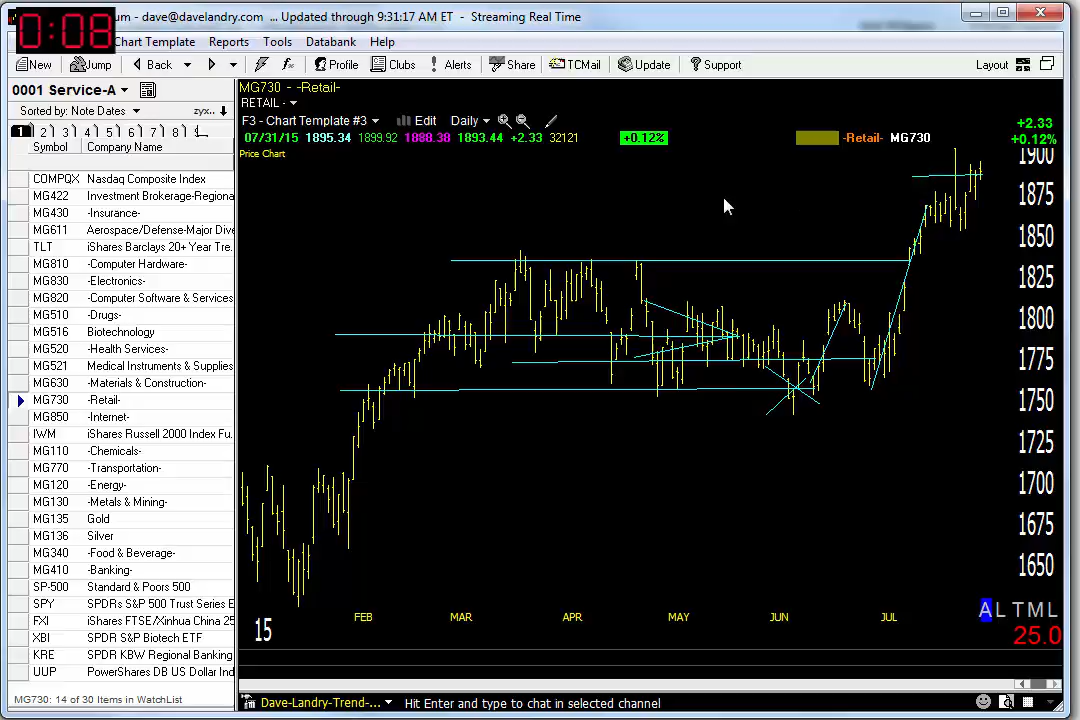 um - dave@davelandry.com ... Updated through 9:31:17 AM ET - Streaming Real Time
0:08
Chart Template Reports Tools Databank Help
New Jump Back Profile Clubs Alerts Share TCMail Update Support Layout
0001 Service-A
Sorted by: Note Dates zyx..
1 2 3 4 5 6 7 8
Symbol Company Name
COMPQX Nasdaq Composite Index
MG422 Investment Brokerage-Regiona
MG430 -Insurance-
MG611 Aerospace/Defense-Major Dive
TLT iShares Barclays 20+ Year Tre.
MG810 -Computer Hardware-
MG830 -Electronics-
MG820 -Computer Software & Services
MG510 -Drugs-
MG516 Biotechnology
MG520 -Health Services-
MG521 Medical Instruments & Supplies
MG630 -Materials & Construction-
MG730 -Retail-
MG850 -Internet-
IWM iShares Russell 2000 Index Fu.
MG110 -Chemicals-
MG770 -Transportation-
MG120 -Energy-
MG130 -Metals & Mining-
MG135 Gold
MG136 Silver
MG340 -Food & Beverage-
MG410 -Banking-
SP-500 Standard & Poors 500
SPY SPDRs S&P 500 Trust Series E
FXI iShares FTSE/Xinhua China 25
XBI SPDR S&P Biotech ETF
KRE SPDR KBW Regional Banking
UUP PowerShares DB US Dollar Ind
MG730: 14 of 30 Items in WatchList
MG730 - -Retail-
RETAIL -
F3 - Chart Template #3 Edit Daily
07/31/15 1895.34 1899.92 1888.38 1893.44 +2.33 32121 +0.12% -Retail- MG730
+2.33
+0.12%
Price Chart
1900
1875
1850
1825
1800
1775
1750
1725
1700
1675
1650
15 FEB MAR APR MAY JUN JUL
A L T M L
25.0
Dave-Landry-Trend-... Hit Enter and type to chat in selected channel